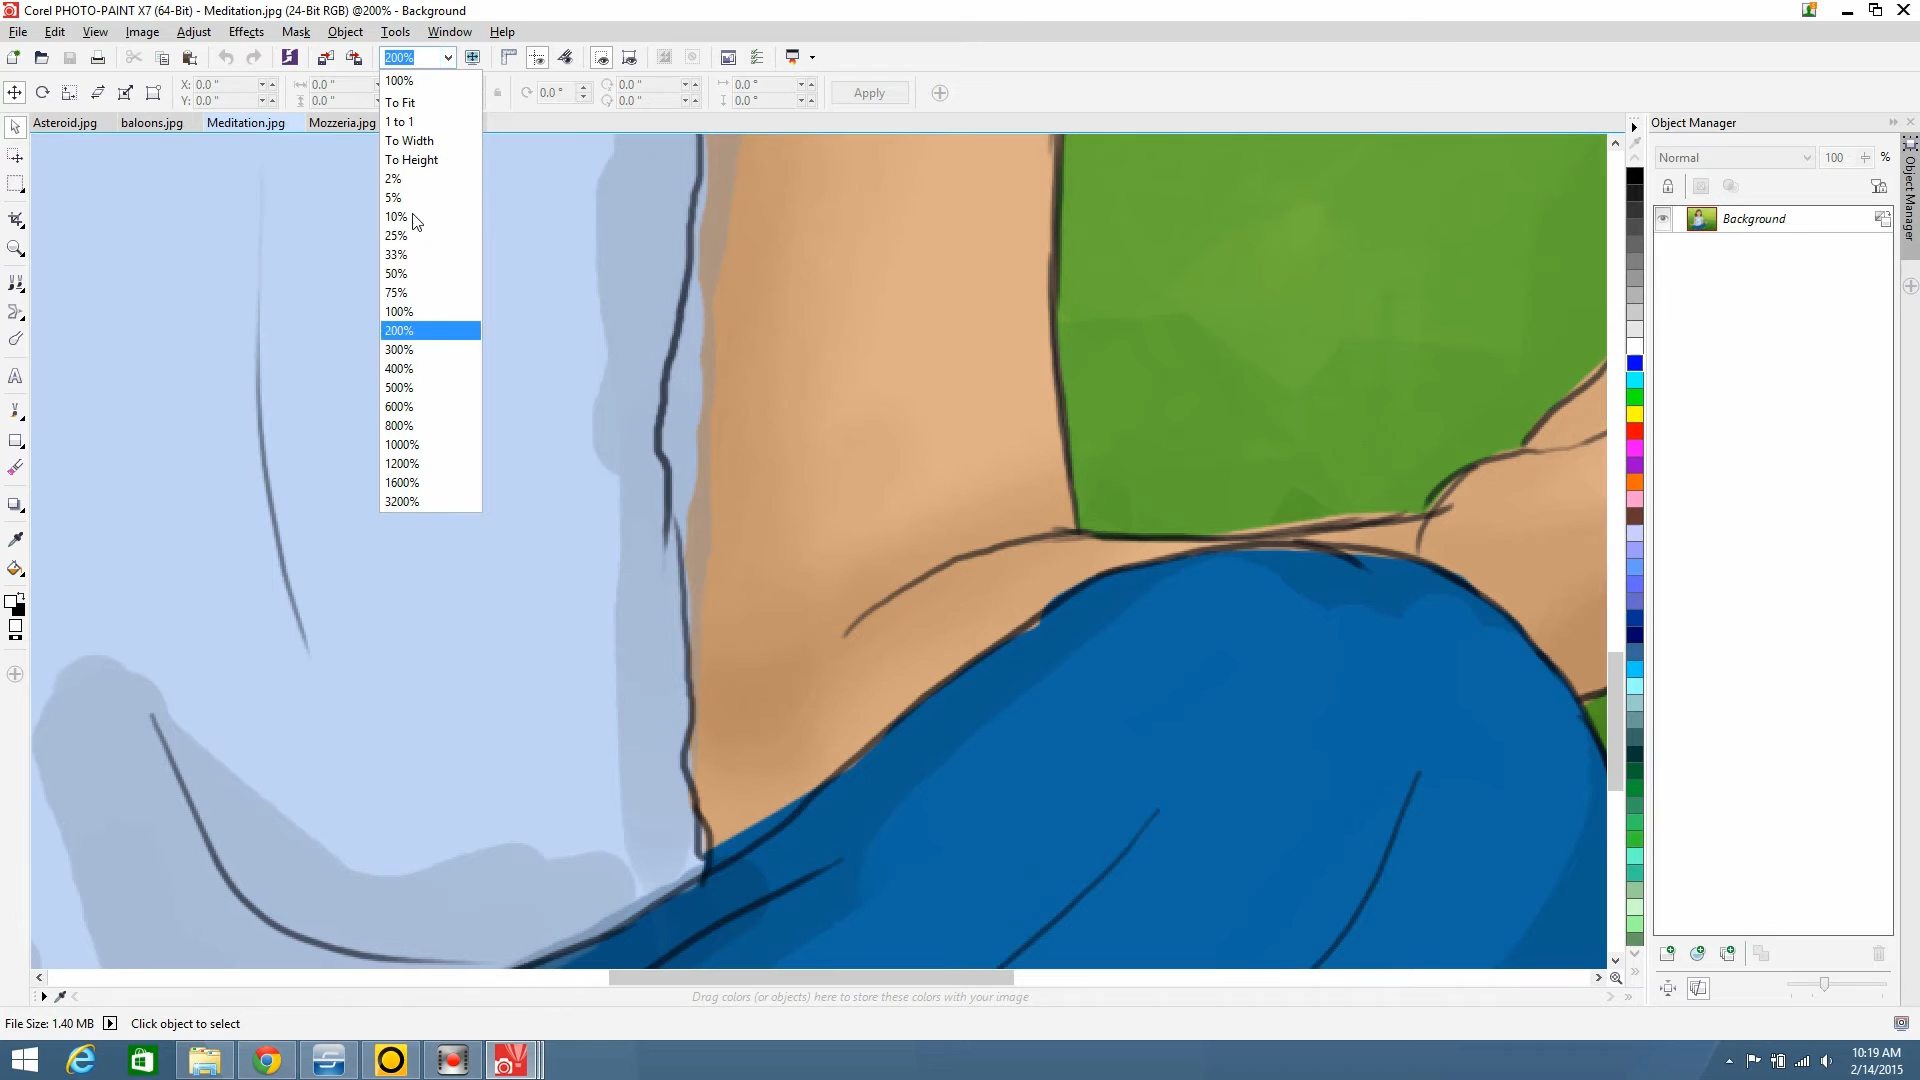 Corel PHOTO-PAINT X7 (64-Bit) - Meditation.jpg (24-Bit RGB) @200% - Background
File Edit View Image Adjust Effects Mask Object Tools Window Help
200%
X: 0.0 " 0.0 " 0.0 ° 0.0 " 0.0 °
Y: 0.0 " 0.0 " 0.0 " 0.0 °
Apply
Asteroid.jpg baloons.jpg Meditation.jpg Mozzeria.jpg
100%
To Fit
1 to 1
To Width
To Height
2%
5%
10%
25%
33%
50%
75%
100%
200%
300%
400%
500%
600%
800%
1000%
1200%
1600%
3200%
Object Manager
Normal 100 %
Background
Object Manager
Drag colors (or objects) here to store these colors with your image
File Size: 1.40 MB Click object to select
10:19 AM
2/14/2015